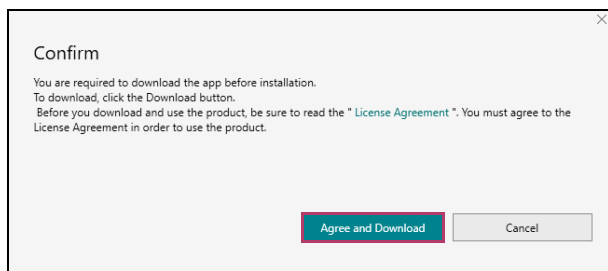 Confirm
You are required to download the app before installation.
To download, click the Download button.
Before you download and use the product, be sure to read the " License Agreement ". You must agree to the
License Agreement in order to use the product.
Agree and Download
Cancel